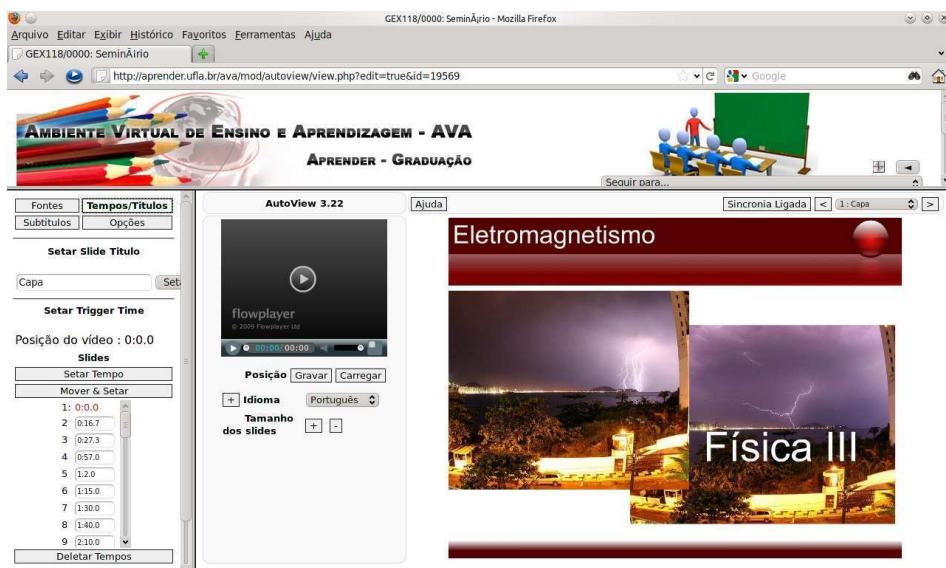 GEX118/0000: SeminÃ¡rio - Mozilla Firefox
Arquivo Editar Exibir Histórico Favoritos Ferramentas Ajuda
GEX118/0000: SeminÃirio
http://aprender.ufla.br/ava/mod/autoview/view.php?edit=true&id=19569
Google
AMBIENTE VIRTUAL DE ENSINO E APRENDIZAGEM - AVA
APRENDER - GRADUAÇÃO
Seguir para...
Fontes Tempos/Titulos
Subtitulos Opções
Setar Slide Titulo
Capa Seta
Setar Trigger Time
Posição do vídeo : 0:0.0
Slides
Setar Tempo
Mover & Setar
1: 0:0.0
2 0:16.7
3 0:27.3
4 0:57.0
5 1:2.0
6 1:15.0
7 1:30.0
8 1:40.0
9 2:10.0
Deletar Tempos
AutoView 3.22
flowplayer
© 2009 Flowplayer Ltd
00:00/00:00
Posição Gravar Carregar
+ Idioma Português
Tamanho
dos slides + -
Ajuda Sincronia Ligada < 1 : Capa >
Eletromagnetismo
Física III